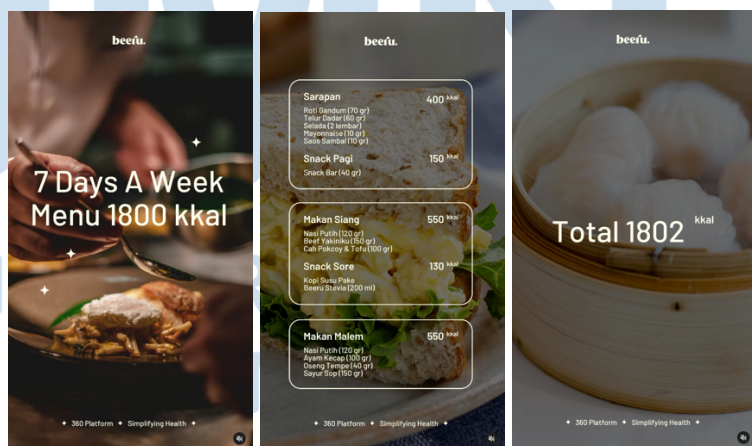 beeru.
7 Days A Week
Menu 1800 kkal
✦ 360 Platform ✦ Simplifying Health ✦
beeru.
Sarapan 400 kkal
Roti Gandum (70 gr)
Telur Dadar (60 gr)
Selada (2 lembar)
Mayonnaise (10 gr)
Saos Sambal (10 gr)
Snack Pagi 150 kkal
Snack Bar (40 gr)
Makan Siang 550 kkal
Nasi Putih (120 gr)
Beef Yakiniku (150 gr)
Cah Pokcoy & Tofu (100 gr)
Snack Sore 130 kkal
Kopi Susu Pake
Beeru Stevia (200 ml)
Makan Malem 550 kkal
Nasi Putih (120 gr)
Ayam Kecap (100 gr)
Oseng Tempe (40 gr)
Sayur Sop (150 gr)
✦ 360 Platform ✦ Simplifying Health ✦
beeru.
Total 1802 kkal
✦ 360 Platform ✦ Simplifying Health ✦